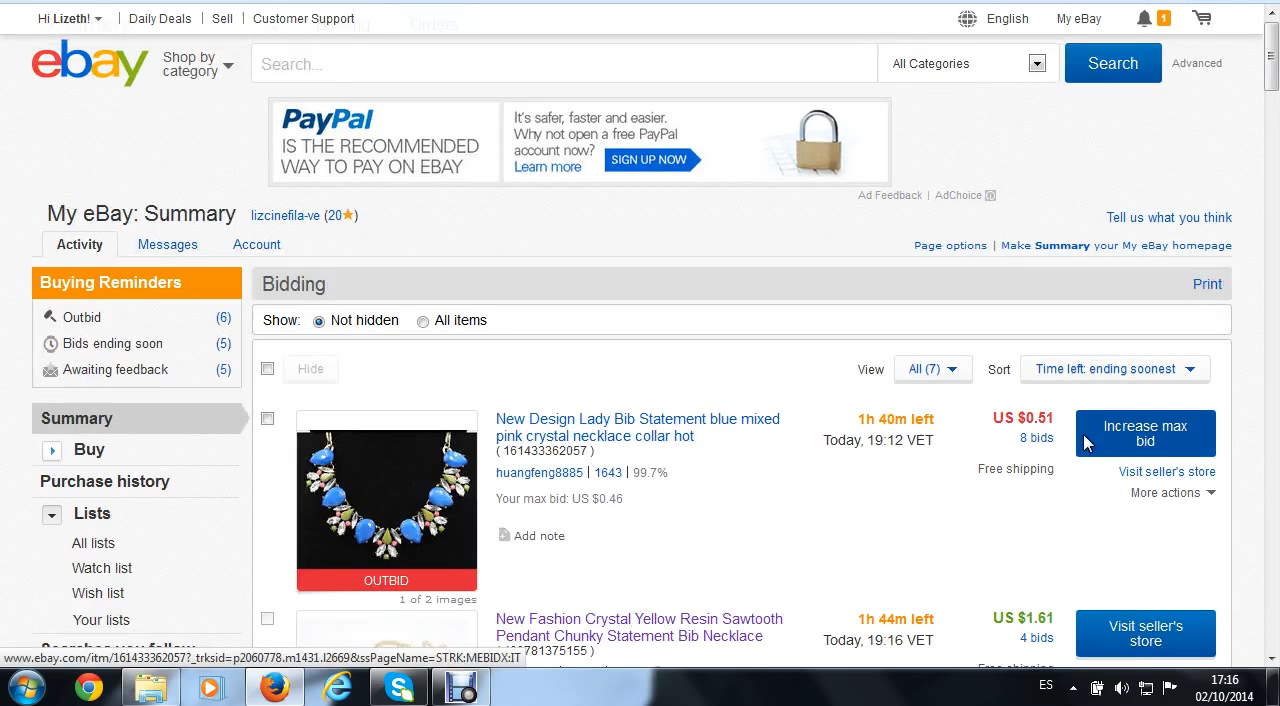 Hi Lizeth! Daily Deals Sell Customer Support English My eBay 1
ebay Shop by category Search... All Categories Search Advanced
PayPal
IS THE RECOMMENDED
WAY TO PAY ON EBAY
It's safer, faster and easier.
Why not open a free PayPal
account now?
Learn more SIGN UP NOW
Ad Feedback | AdChoice
My eBay: Summary lizcinefila-ve (20)
Tell us what you think
Activity Messages Account
Page options | Make Summary your My eBay homepage
Buying Reminders
Outbid (6)
Bids ending soon (5)
Awaiting feedback (5)
Summary
Buy
Purchase history
Lists
All lists
Watch list
Wish list
Your lists
Bidding Print
Show: Not hidden All items
Hide View All (7) Sort Time left: ending soonest
New Design Lady Bib Statement blue mixed
pink crystal necklace collar hot
( 161433362057 )
huangfeng8885 | 1643 | 99.7%
Your max bid: US $0.46
Add note
1h 40m left
Today, 19:12 VET
US $0.51
8 bids
Free shipping
Increase max
bid
Visit seller's store
More actions
OUTBID
1 of 2 images
New Fashion Crystal Yellow Resin Sawtooth
Pendant Chunky Statement Bib Necklace
1h 44m left
Today, 19:16 VET
US $1.61
4 bids
Visit seller's
store
www.ebay.com/itm/161433362057?_trksid=p2060778.m1431.l2669&ssPageName=STRK:MEBIDX:IT
ES
17:16
02/10/2014